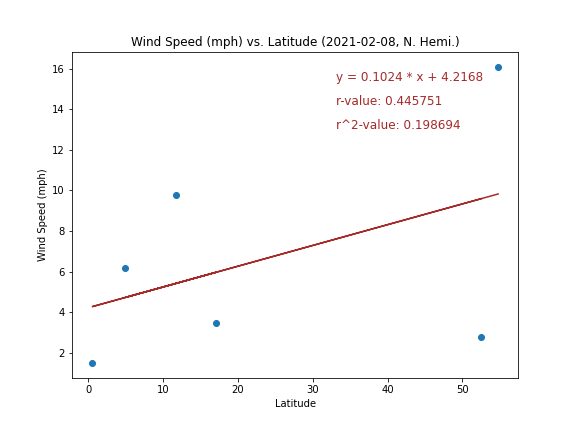 Wind Speed (mph) vs. Latitude (2021-02-08, N. Hemi.)
y = 0.1024 * x + 4.2168
r-value: 0.445751
r^2-value: 0.198694
Wind Speed (mph)
16
14
12
10
8
6
4
2
0
10
20
30
40
50
Latitude